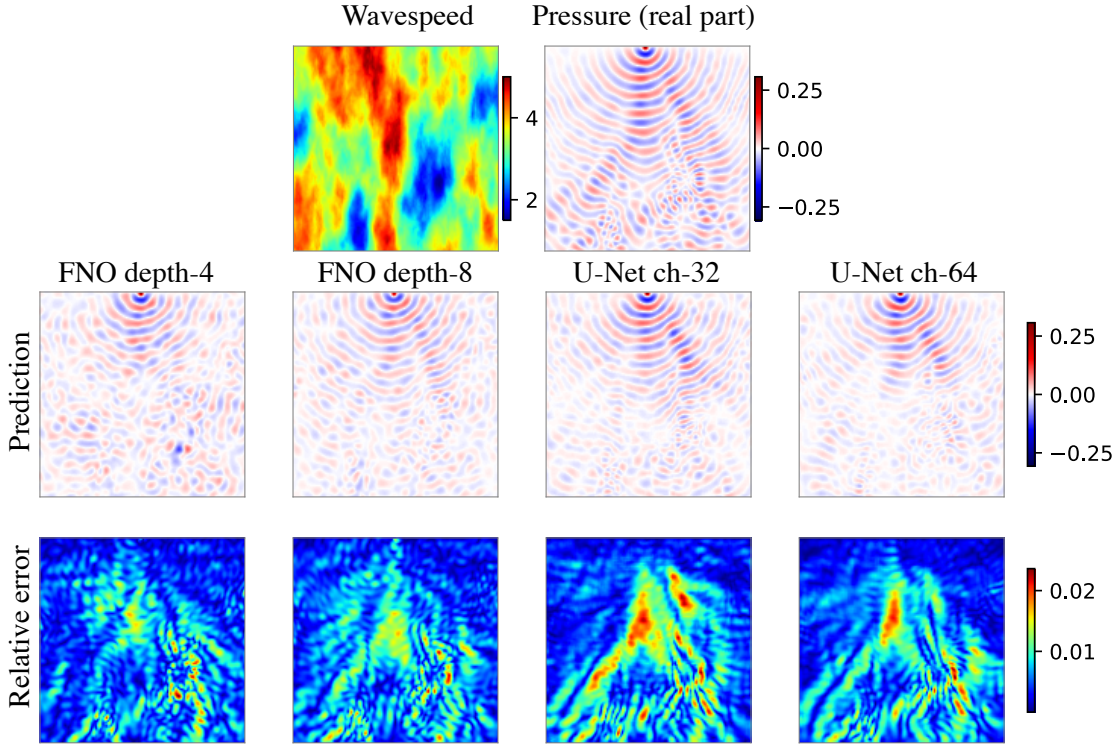 Wavespeed
Pressure (real part)
4
2
0.25
0.00
−0.25
FNO depth-4
FNO depth-8
U-Net ch-32
U-Net ch-64
Prediction
0.25
0.00
−0.25
Relative error
0.02
0.01